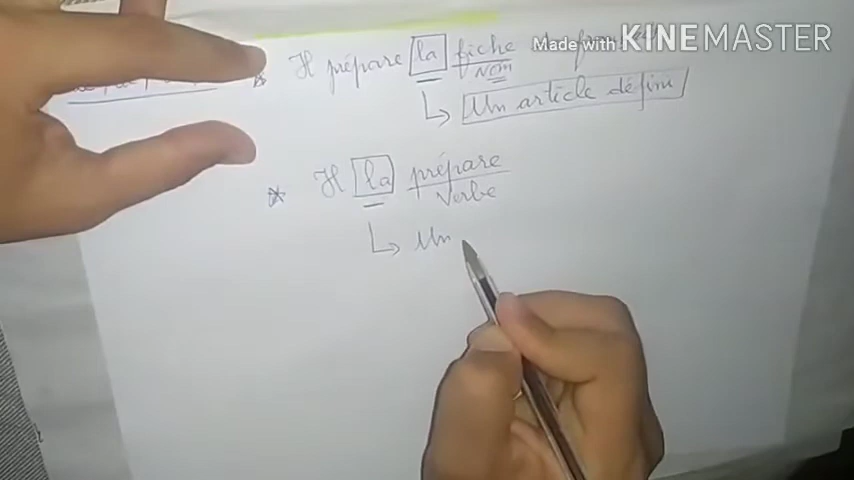 Il prépare la fiche
Nom
Un article défini
Il la prépare
Verbe
Un
Made with KINEMASTER